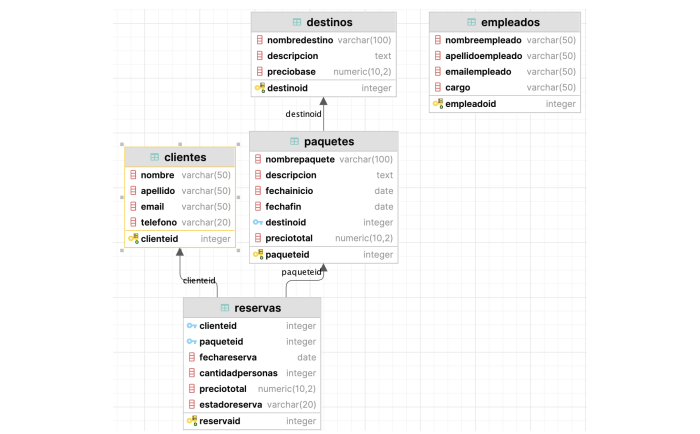 destinos
nombredestino varchar(100)
descripcion text
preciobase numeric(10,2)
destinoid integer
empleados
nombreempleado varchar(50)
apellidoempleado varchar(50)
emailempleado varchar(50)
cargo varchar(50)
empleadoid integer
destinoid
paquetes
nombrepaquete varchar(100)
descripcion text
fechainicio date
fechafin date
destinoid integer
preciototal numeric(10,2)
paqueteid integer
clientes
nombre varchar(50)
apellido varchar(50)
email varchar(50)
telefono varchar(20)
clienteid integer
clienteid
paqueteid
reservas
clienteid integer
paqueteid integer
fechareserva date
cantidadpersonas integer
preciototal numeric(10,2)
estadoreserva varchar(20)
reservaid integer